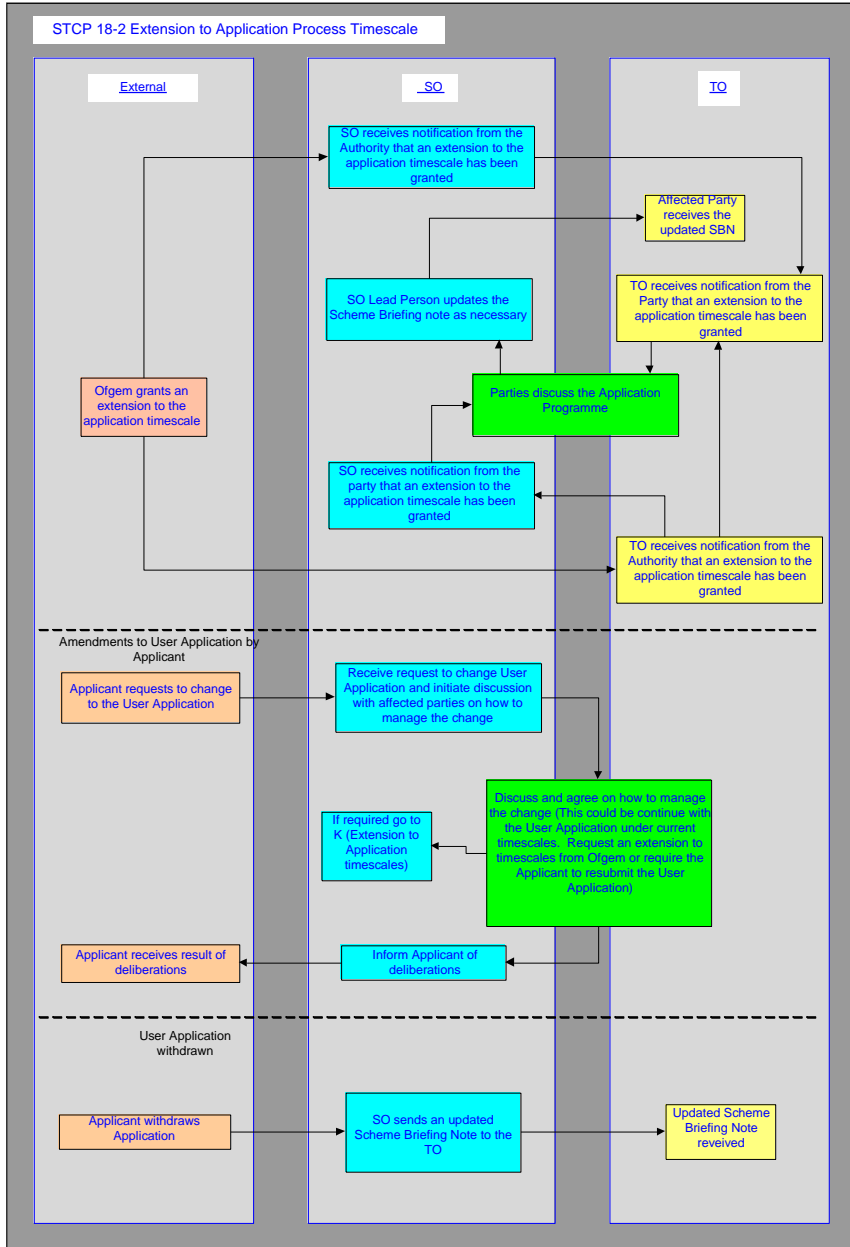 STCP 18-2 Extension to Application Process Timescale
External
SO
TO
SO receives notification from the
Authority that an extension to the
application timescale has been
granted
Affected Party
receives the
updated SBN
SO Lead Person updates the
Scheme Briefing note as necessary
TO receives notification from the
Party that an extension to the
application timescale has been
granted
Ofgem grants an
extension to the
application timescale
Parties discuss the Application
Programme
SO receives notification from the
party that an extension to the
application timescale has been
granted
TO receives notification from the
Authority that an extension to the
application timescale has been
granted
Amendments to User Application by
Applicant
Applicant requests to change
to the User Application
Receive request to change User
Application and initiate discussion
with affected parties on how to
manage the change
Discuss and agree on how to manage
the change (This could be continue with
the User Application under current
timescales. Request an extension to
timescales from Ofgem or require the
Applicant to resubmit the User
Application)
If required go to
K (Extension to
Application
timescales)
Applicant receives result of
deliberations
Inform Applicant of
deliberations
User Application
withdrawn
Applicant withdraws
Application
SO sends an updated
Scheme Briefing Note to the
TO
Updated Scheme
Briefing Note
reveived